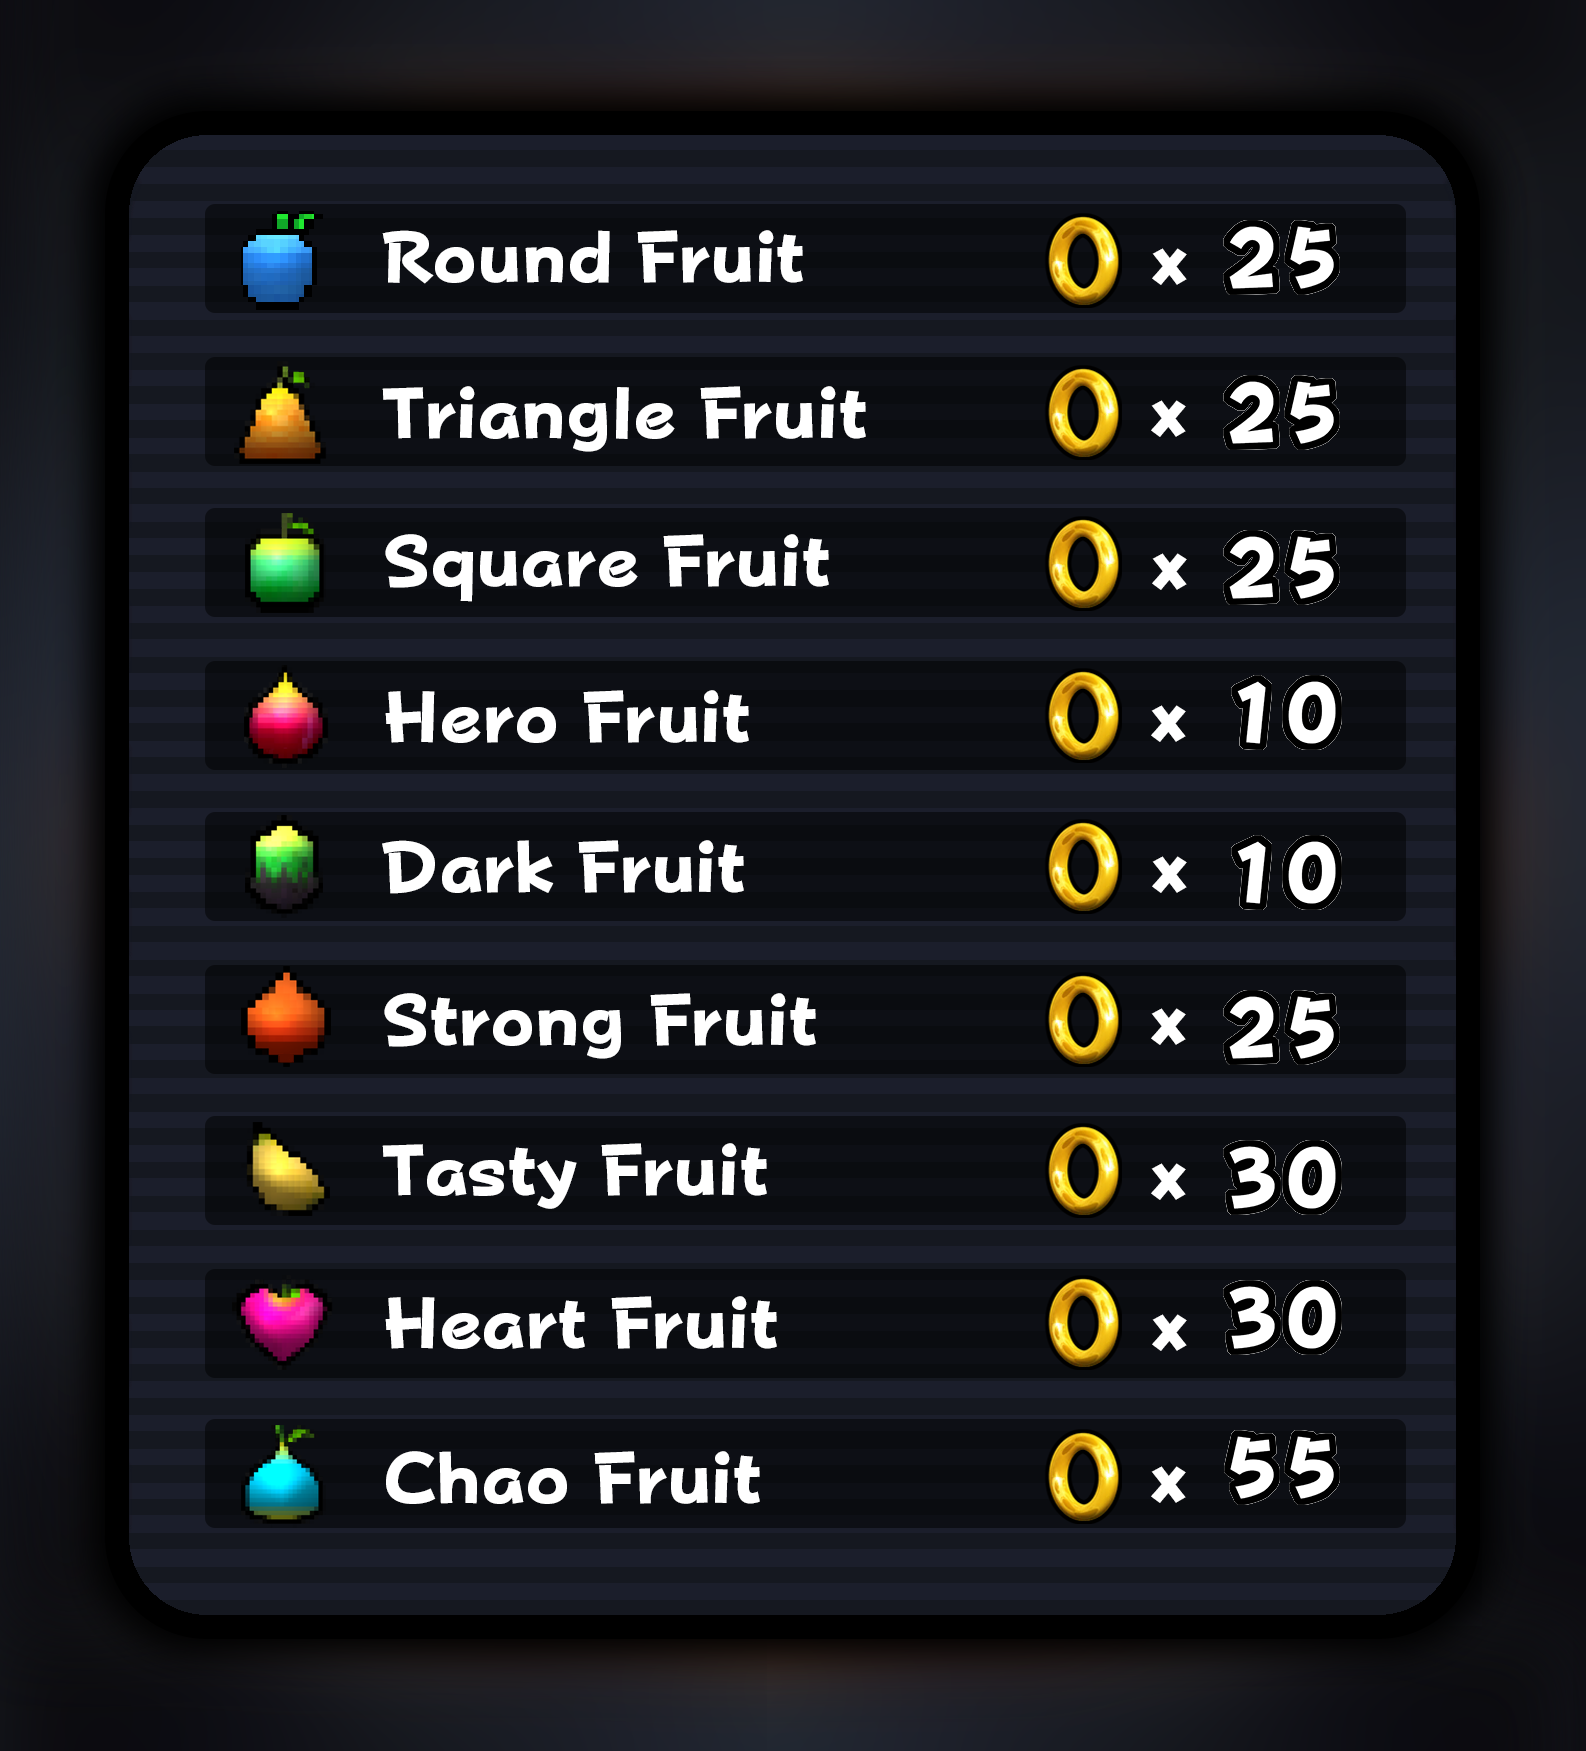 Round Fruit x 25
Triangle Fruit x 25
Square Fruit x 25
Hero Fruit x 10
Dark Fruit x 10
Strong Fruit x 25
Tasty Fruit x 30
Heart Fruit x 30
Chao Fruit x 55